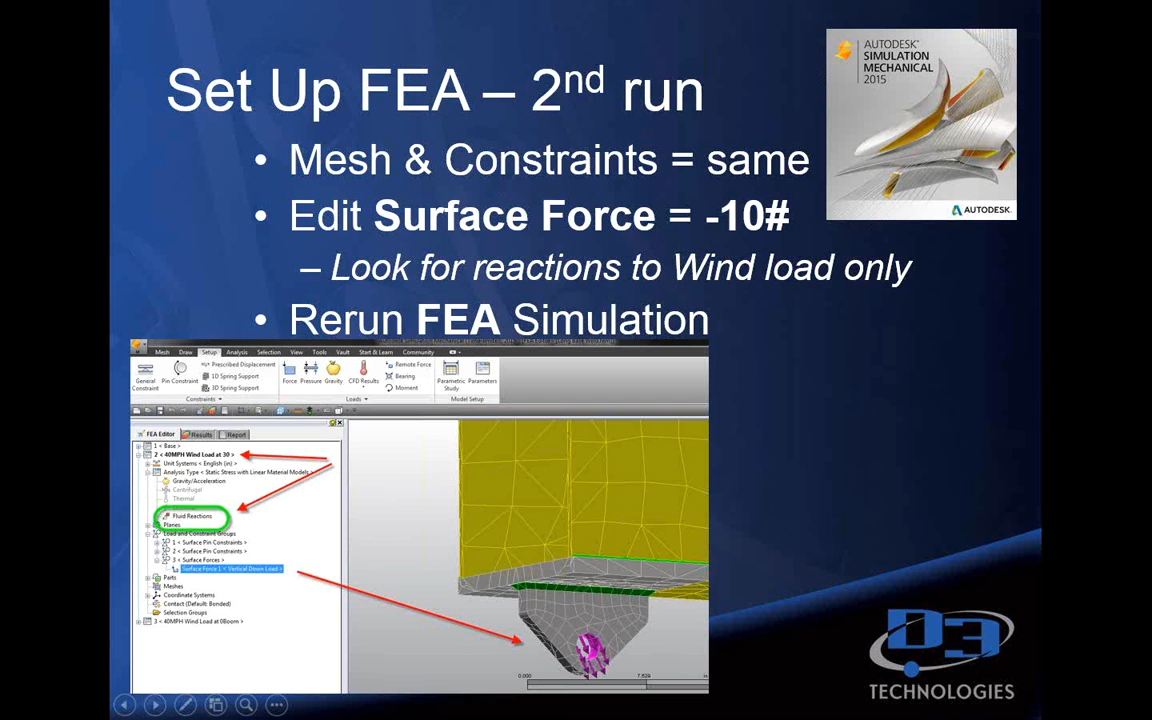 AUTODESK
SIMULATION
MECHANICAL
2015
AUTODESK.
Set Up FEA – 2nd run
• Mesh & Constraints = same
• Edit Surface Force = -10#
– Look for reactions to Wind load only
• Rerun FEA Simulation
Mesh Draw Setup Analysis Selection View Tools Vault Start & Learn Community
General Constraint
Pin Constraint
Prescribed Displacement
1D Spring Support
3D Spring Support
Force Pressure Gravity CFD Results
Remote Force
Bearing
Moment
Parametric Study
Parameters
Constraints Loads Model Setup
FEA Editor Results Report
1 < Base >
2 < 40MPH Wind Load at 30 >
Unit Systems < English (in) >
Analysis Type < Static Stress with Linear Material Models >
Gravity/Acceleration
Centrifugal
Thermal
Fluid Reactions
Planes
Load and Constraint Groups
1 < Surface Pin Constraints >
2 < Surface Pin Constraints >
3 < Surface Forces >
Surface Force 1 < Vertical Down Load >
Parts
Meshes
Coordinate Systems
Contact (Default: Bonded)
Selection Groups
3 < 40MPH Wind Load at 0Boom >
0.000 7.829 in
D3
TECHNOLOGIES